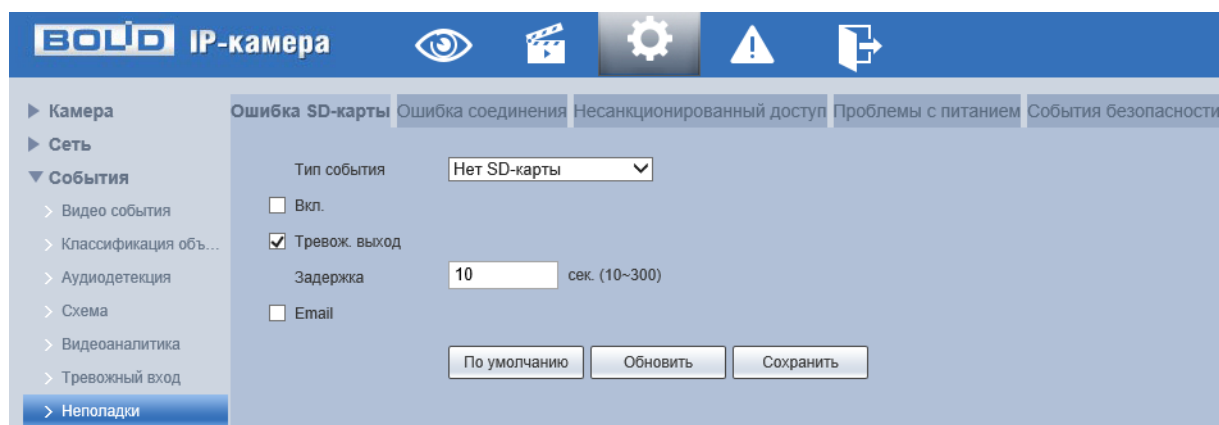 BOLID IP-камера
Камера
Сеть
События
Видео события
Классификация объ...
Аудиодетекция
Схема
Видеоаналитика
Тревожный вход
Неполадки
Ошибка SD-карты Ошибка соединения Несанкционированный доступ Проблемы с питанием События безопасности
Тип события Нет SD-карты
Вкл.
Тревож. выход
Задержка 10 сек. (10~300)
Email
По умолчанию Обновить Сохранить